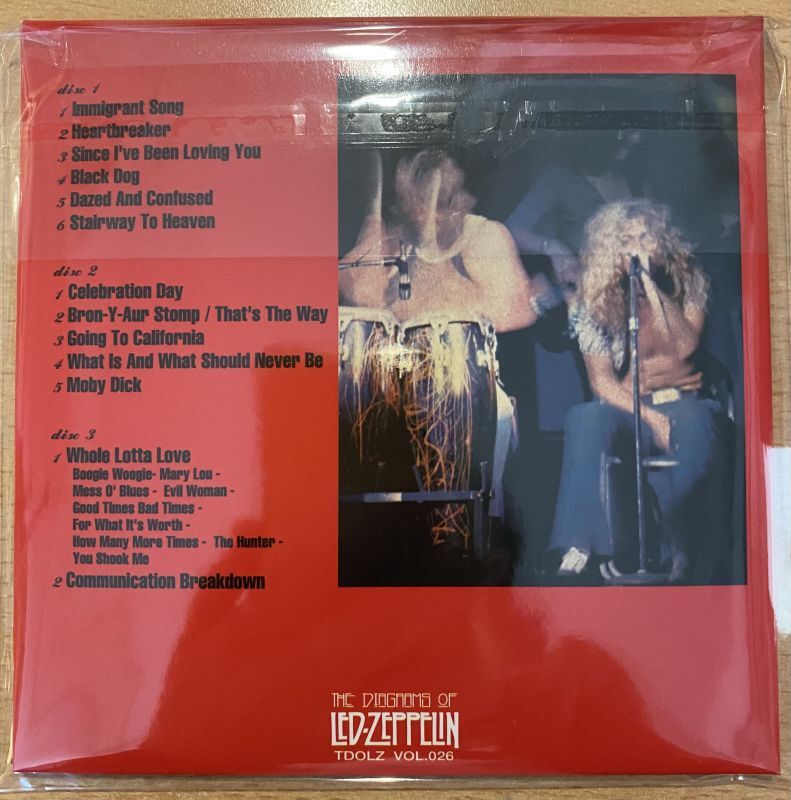 disc 1
1 Immigrant Song
2 Heartbreaker
3 Since I've Been Loving You
4 Black Dog
5 Dazed And Confused
6 Stairway To Heaven
disc 2
1 Celebration Day
2 Bron-Y-Aur Stomp / That's The Way
3 Going To California
4 What Is And What Should Never Be
5 Moby Dick
disc 3
1 Whole Lotta Love
Boogie Woogie- Mary Lou -
Mess O' Blues - Evil Woman -
Good Times Bad Times -
For What It's Worth -
How Many More Times - The Hunter -
You Shook Me
2 Communication Breakdown
THE DIAGRAMS OF
LED-ZEPPELIN
TDOLZ VOL.026